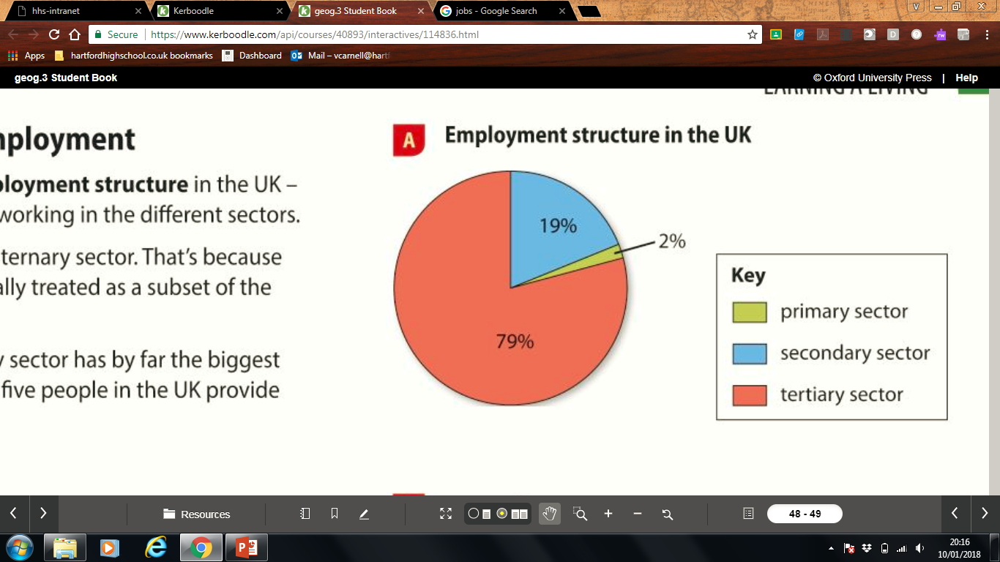 hhs-intranet
Kerboodle
geog.3 Student Book
jobs - Google Search
V
Secure
https://www.kerboodle.com/api/courses/40893/interactives/114836.html
Apps
hartfordhighschool.co.uk bookmarks
Dashboard
Mail – vcarnell@hartf
geog.3 Student Book
© Oxford University Press | Help
EARNING A LIVING
nployment
ployment structure in the UK –
working in the different sectors.
ternary sector. That's because
ally treated as a subset of the
y sector has by far the biggest
five people in the UK provide
A
Employment structure in the UK
19%
2%
79%
Key
primary sector
secondary sector
tertiary sector
Resources
48 - 49
20:16
10/01/2018